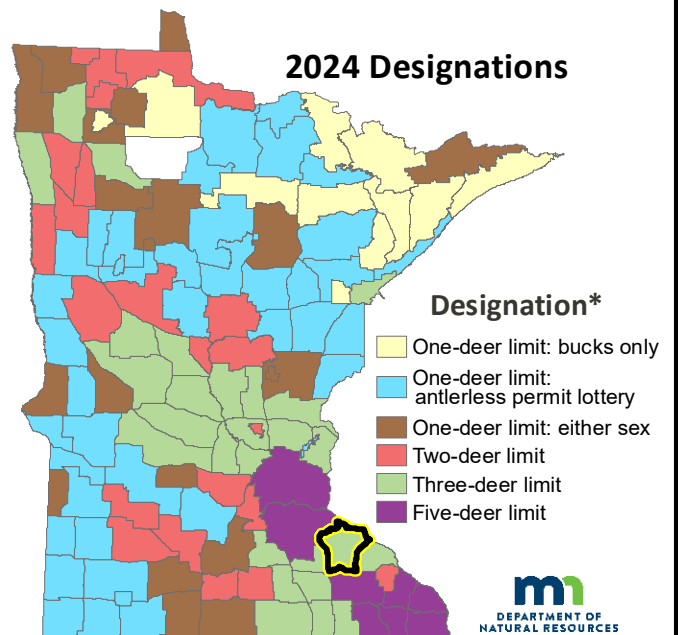 2024 Designations
Designation*
One-deer limit: bucks only
One-deer limit:
antlerless permit lottery
One-deer limit: either sex
Two-deer limit
Three-deer limit
Five-deer limit
mn
DEPARTMENT OF
NATURAL RESOURCES